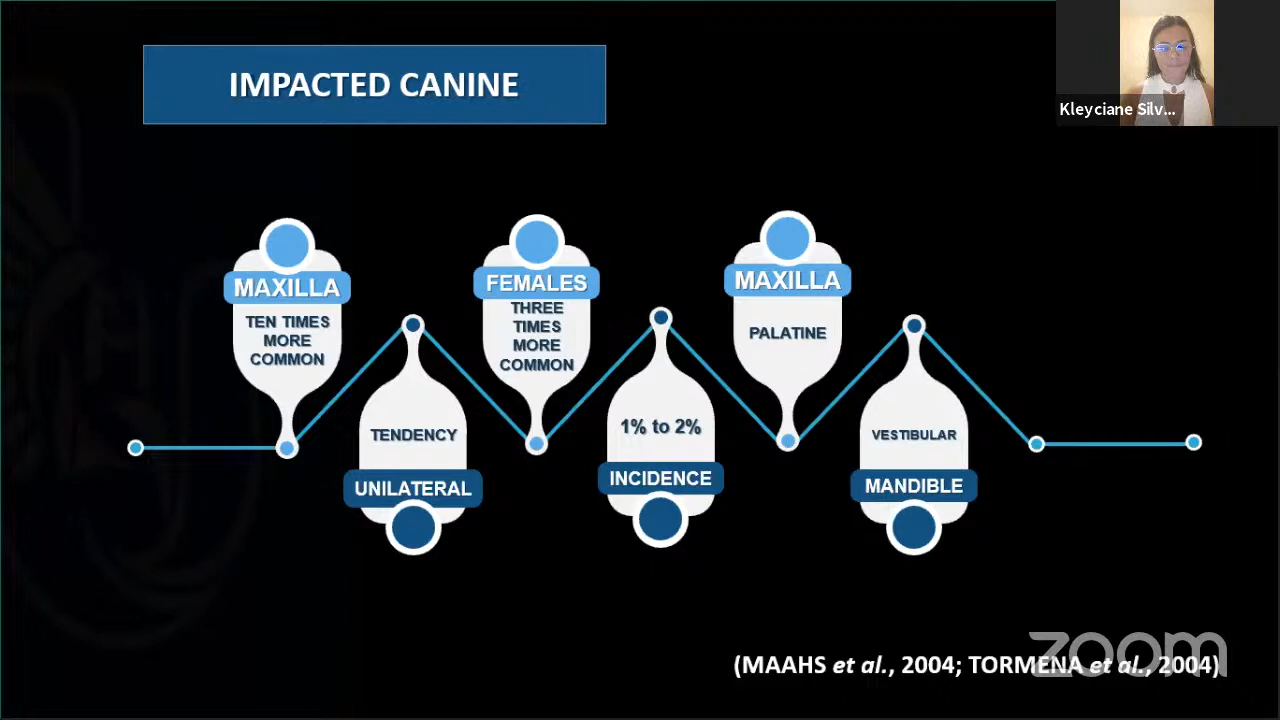 IMPACTED CANINE
Kleyciane Silv...
MAXILLA
TEN TIMES
MORE
COMMON
TENDENCY
UNILATERAL
FEMALES
THREE
TIMES
MORE
COMMON
1% to 2%
INCIDENCE
MAXILLA
PALATINE
VESTIBULAR
MANDIBLE
(MAAHS et al., 2004; TORMENA et al., 2004)
zoom